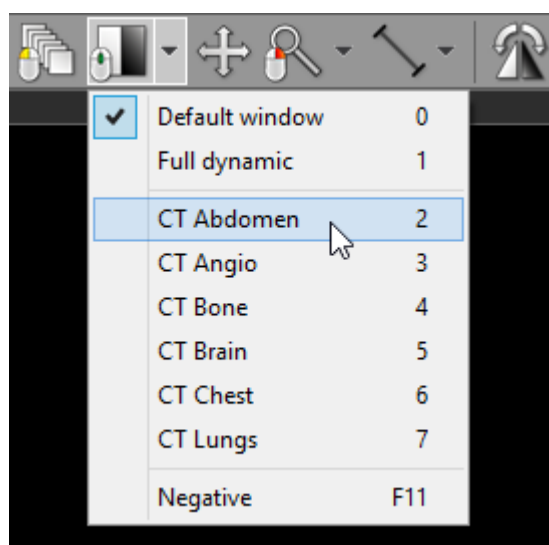 Default window 0
Full dynamic 1
CT Abdomen 2
CT Angio 3
CT Bone 4
CT Brain 5
CT Chest 6
CT Lungs 7
Negative F11